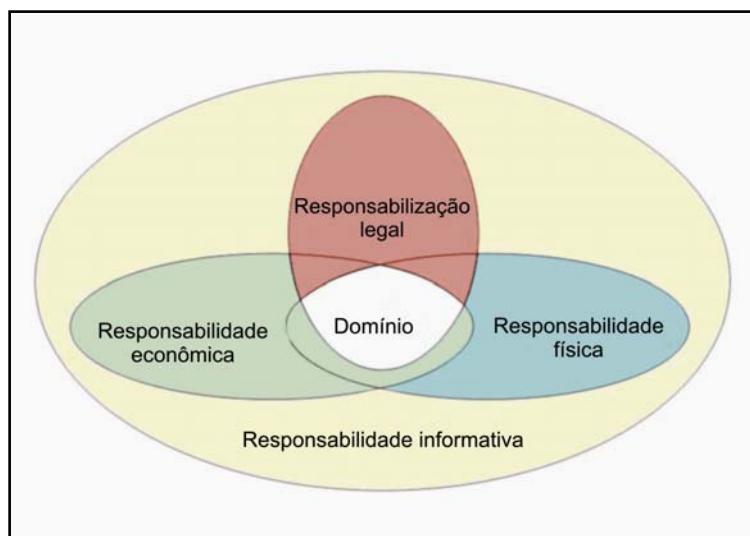 Responsabilização
legal
Responsabilidade
econômica
Domínio
Responsabilidade
física
Responsabilidade informativa